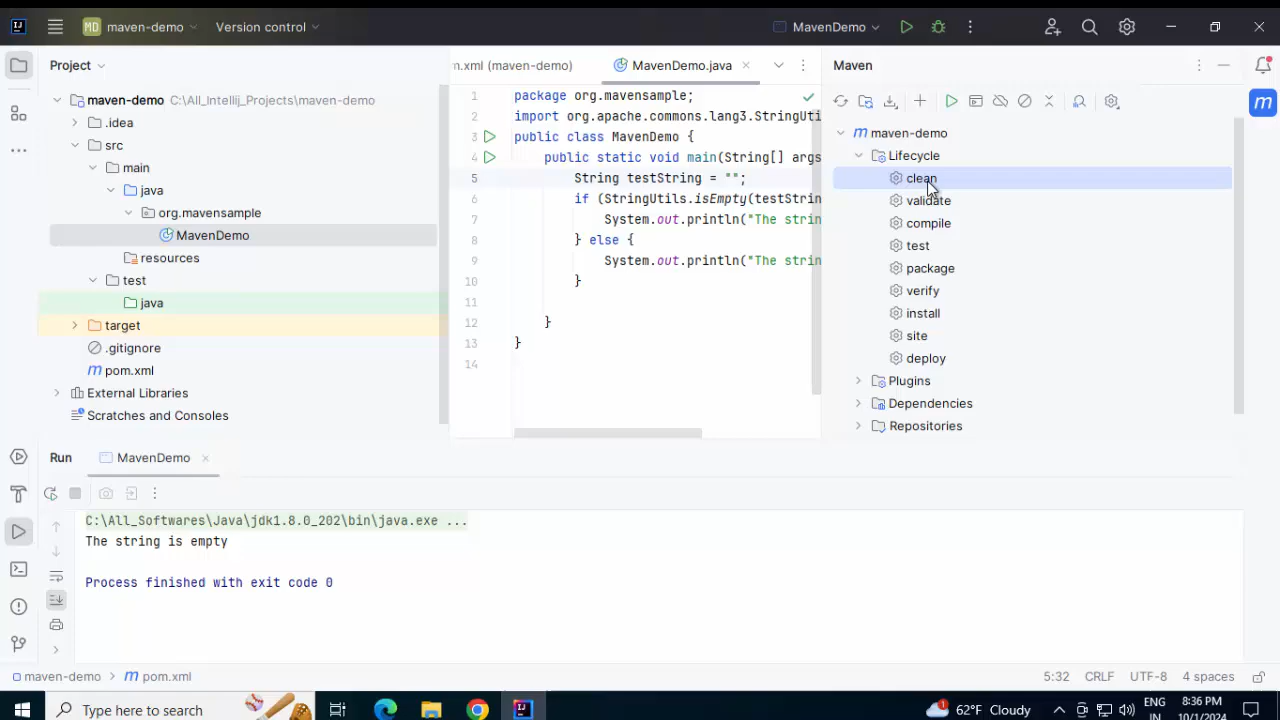 MD maven-demo Version control MavenDemo
Project
maven-demo C:\All_Intellij_Projects\maven-demo
.idea
src
main
java
org.mavensample
MavenDemo
resources
test
java
target
.gitignore
pom.xml
External Libraries
Scratches and Consoles
m.xml (maven-demo) MavenDemo.java
1 package org.mavensample;
2 import org.apache.commons.lang3.StringUti
3 public class MavenDemo {
4 public static void main(String[] args
5 String testString = "";
6 if (StringUtils.isEmpty(testStrin
7 System.out.println("The strin
8 } else {
9 System.out.println("The strin
10 }
11
12 }
13 }
14
Maven
m
maven-demo
Lifecycle
clean
validate
compile
test
package
verify
install
site
deploy
Plugins
Dependencies
Repositories
Run MavenDemo
C:\All_Softwares\Java\jdk1.8.0_202\bin\java.exe ...
The string is empty
Process finished with exit code 0
maven-demo > pom.xml 5:32 CRLF UTF-8 4 spaces
Type here to search 62°F Cloudy ENG IN 8:36 PM 10/1/2024